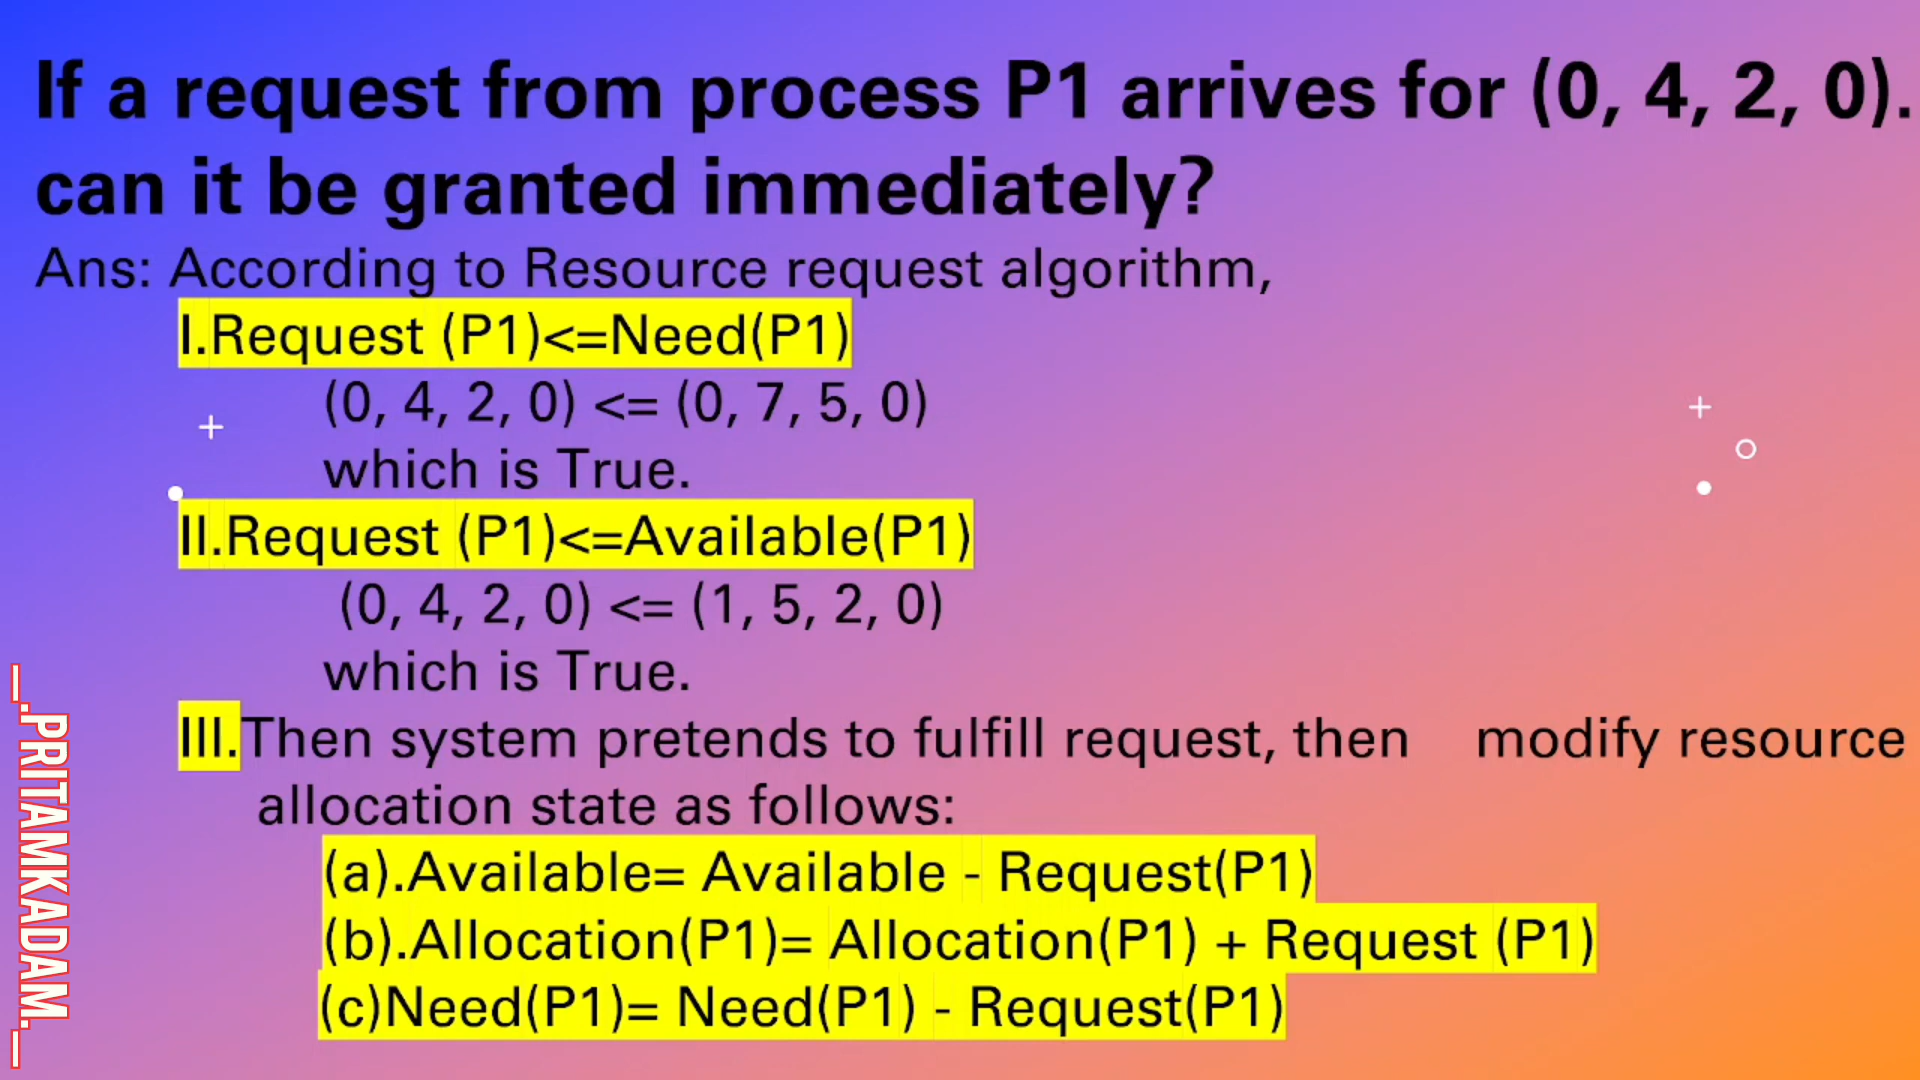 If a request from process P1 arrives for (0, 4, 2, 0).
can it be granted immediately?
Ans: According to Resource request algorithm,
I.Request (P1)<=Need(P1)
(0, 4, 2, 0) <= (0, 7, 5, 0)
which is True.
II.Request (P1)<=Available(P1)
(0, 4, 2, 0) <= (1, 5, 2, 0)
which is True.
III.Then system pretends to fulfill request, then modify resource
allocation state as follows:
(a).Available= Available - Request(P1)
(b).Allocation(P1)= Allocation(P1) + Request (P1)
(c)Need(P1)= Need(P1) - Request(P1)
_.PRITAMKADAM._